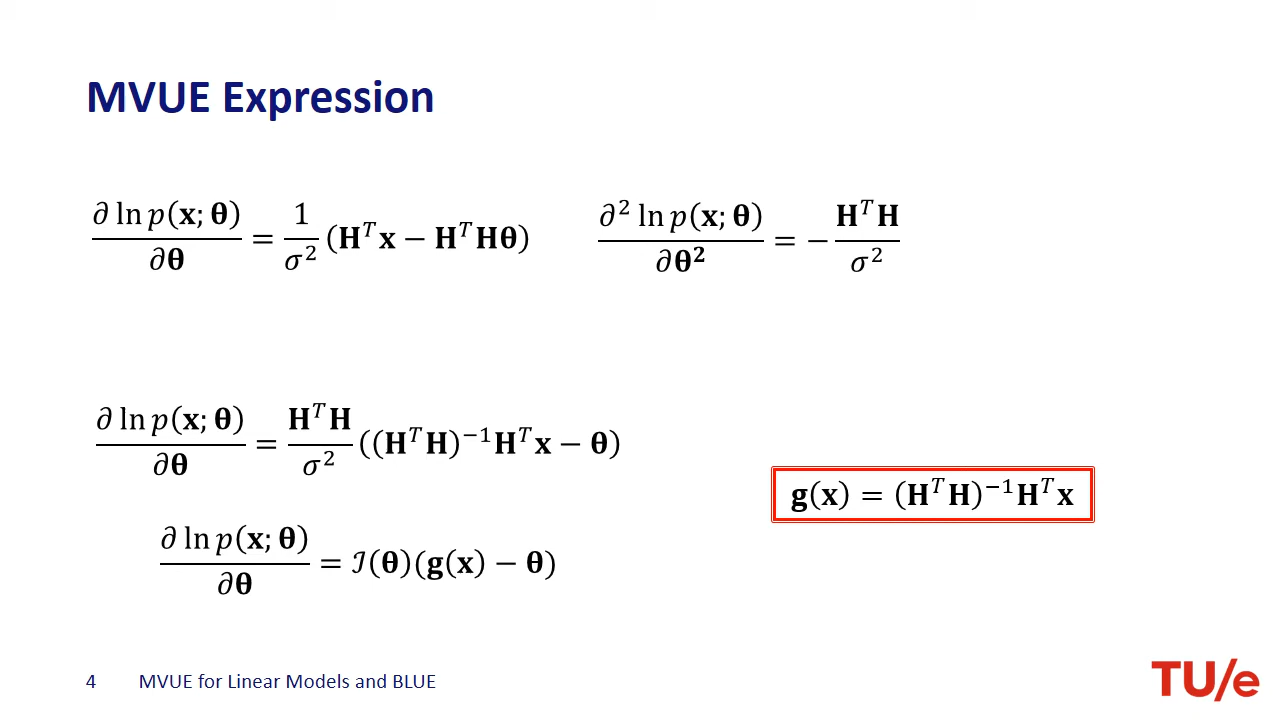 MVUE Expression
∂ ln p(x; θ) / ∂θ = 1/σ² (Hᵀx − HᵀHθ)
∂² ln p(x; θ) / ∂θ² = − HᵀH/σ²
∂ ln p(x; θ) / ∂θ = HᵀH/σ² ((HᵀH)⁻¹Hᵀx − θ)
g(x) = (HᵀH)⁻¹Hᵀx
∂ ln p(x; θ) / ∂θ = ℐ(θ)(g(x) − θ)
4 MVUE for Linear Models and BLUE
TU/e